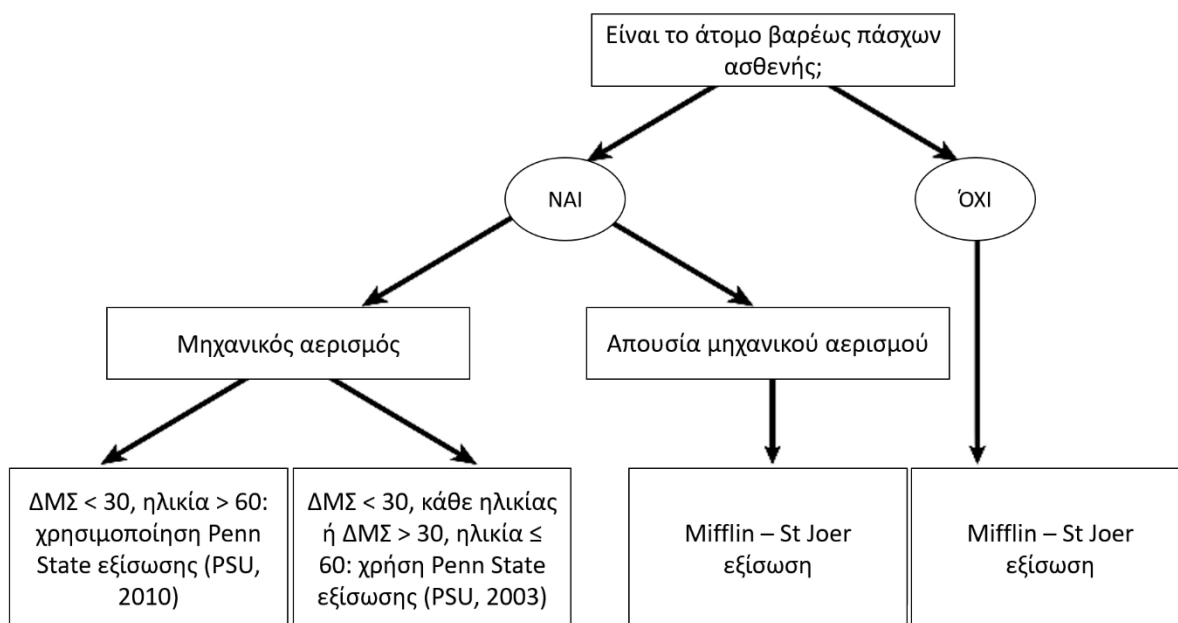 Είναι το άτομο βαρέως πάσχων
ασθενής;
ΝΑΙ
ΌΧΙ
Μηχανικός αερισμός
Απουσία μηχανικού αερισμού
ΔΜΣ < 30, ηλικία > 60:
χρησιμοποίηση Penn
State εξίσωσης (PSU,
2010)
ΔΜΣ < 30, κάθε ηλικίας
ή ΔΜΣ > 30, ηλικία ≤
60: χρήση Penn State
εξίσωσης (PSU, 2003)
Mifflin – St Joer
εξίσωση
Mifflin – St Joer
εξίσωση